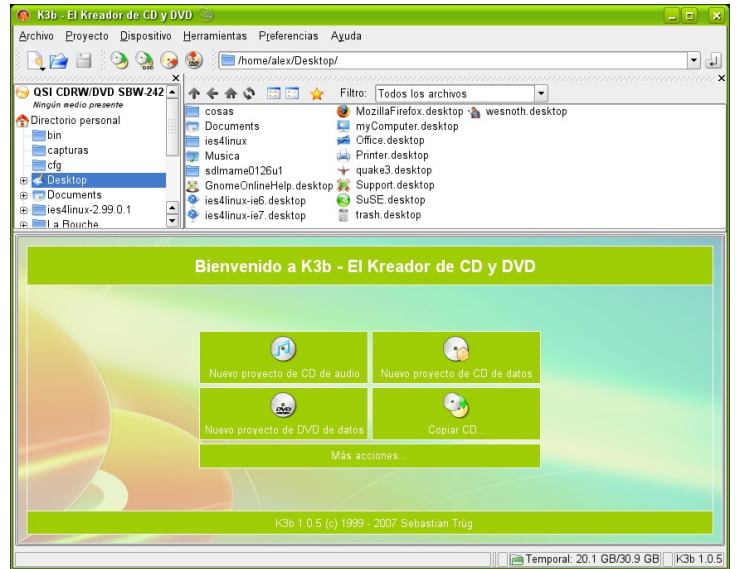 K3b - El Kreador de CD y DVD
Archivo Proyecto Dispositivo Herramientas Preferencias Ayuda
/home/alex/Desktop/
QSI CDRW/DVD SBW-242
Ningún medio presente
Directorio personal
bin
capturas
cfg
Desktop
Documents
ies4linux-2.99.0.1
La Bouche
Filtro: Todos los archivos
cosas
Documents
ies4linux
Musica
sdlmame0126u1
GnomeOnlineHelp.desktop
ies4linux-ie6.desktop
ies4linux-ie7.desktop
MozillaFirefox.desktop
myComputer.desktop
Office.desktop
Printer.desktop
quake3.desktop
Support.desktop
SuSE.desktop
trash.desktop
wesnoth.desktop
Bienvenido a K3b - El Kreador de CD y DVD
Nuevo proyecto de CD de audio
Nuevo proyecto de CD de datos
DVD
Nuevo proyecto de DVD de datos
Copiar CD...
Más acciones...
K3b 1.0.5 (c) 1999 - 2007 Sebastian Trüg
Temporal: 20.1 GB/30.9 GB
K3b 1.0.5